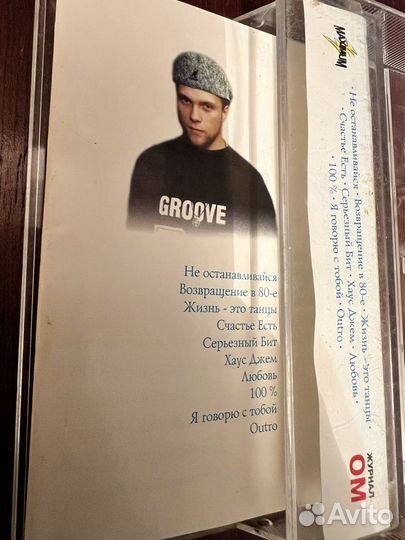 GROOVE
Не останавливайся
Возвращение в 80-е
Жизнь - это танцы
Счастье Есть
Серьезный Бит
Хаус Джем
Любовь
100 %
Я говорю с тобой
Outro
MAXIMUM
• Не останавливайся • Возвращение в 80-е • Жизнь – это танцы •
• Счастье Есть • Серьезный Бит • Хаус Джем • Любовь •
• 100 % • Я говорю с тобой • Outro •
ЖУРНАЛ
ОМ
Avito